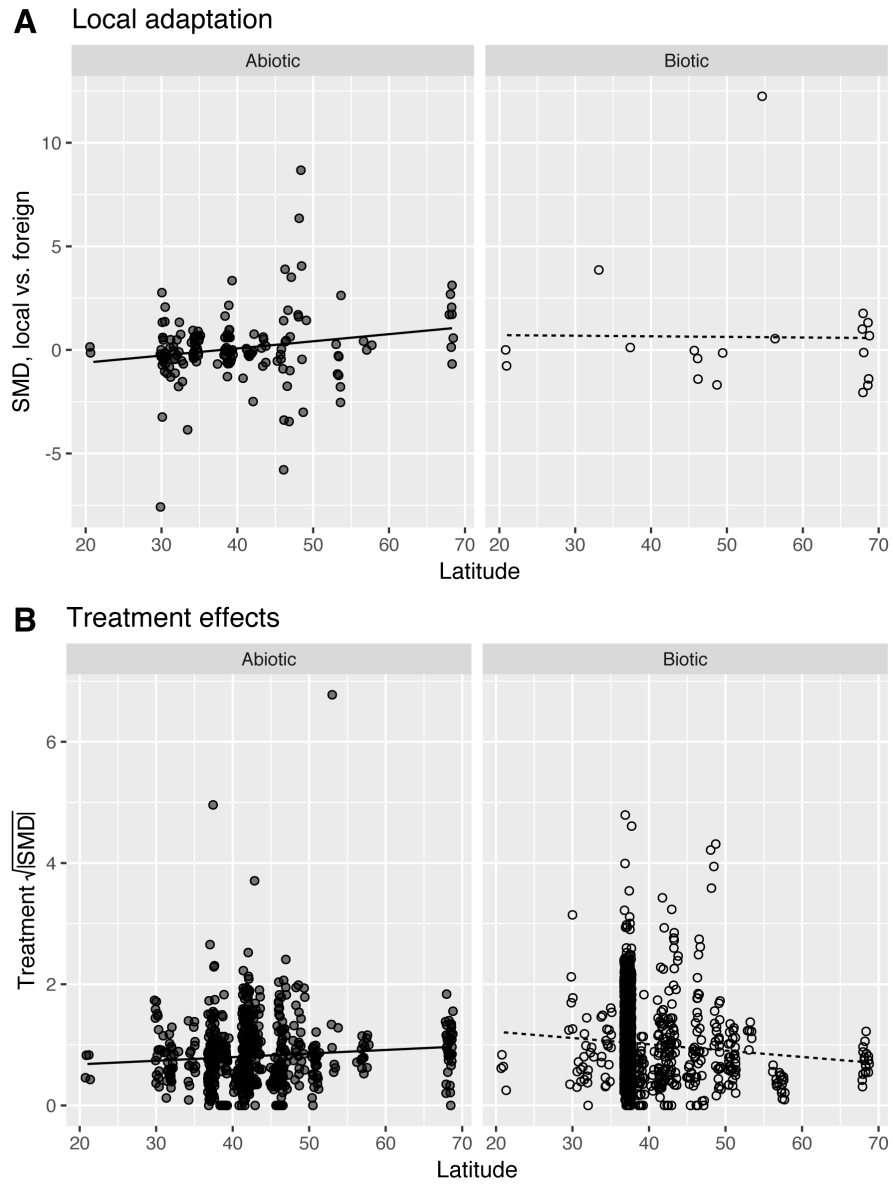 A Local adaptation
Abiotic Biotic
SMD, local vs. foreign
10
5
0
-5
20 30 40 50 60 70 20 30 40 50 60 70
Latitude
B Treatment effects
Abiotic Biotic
Treatment √|SMD|
6
4
2
0
20 30 40 50 60 70 20 30 40 50 60 70
Latitude